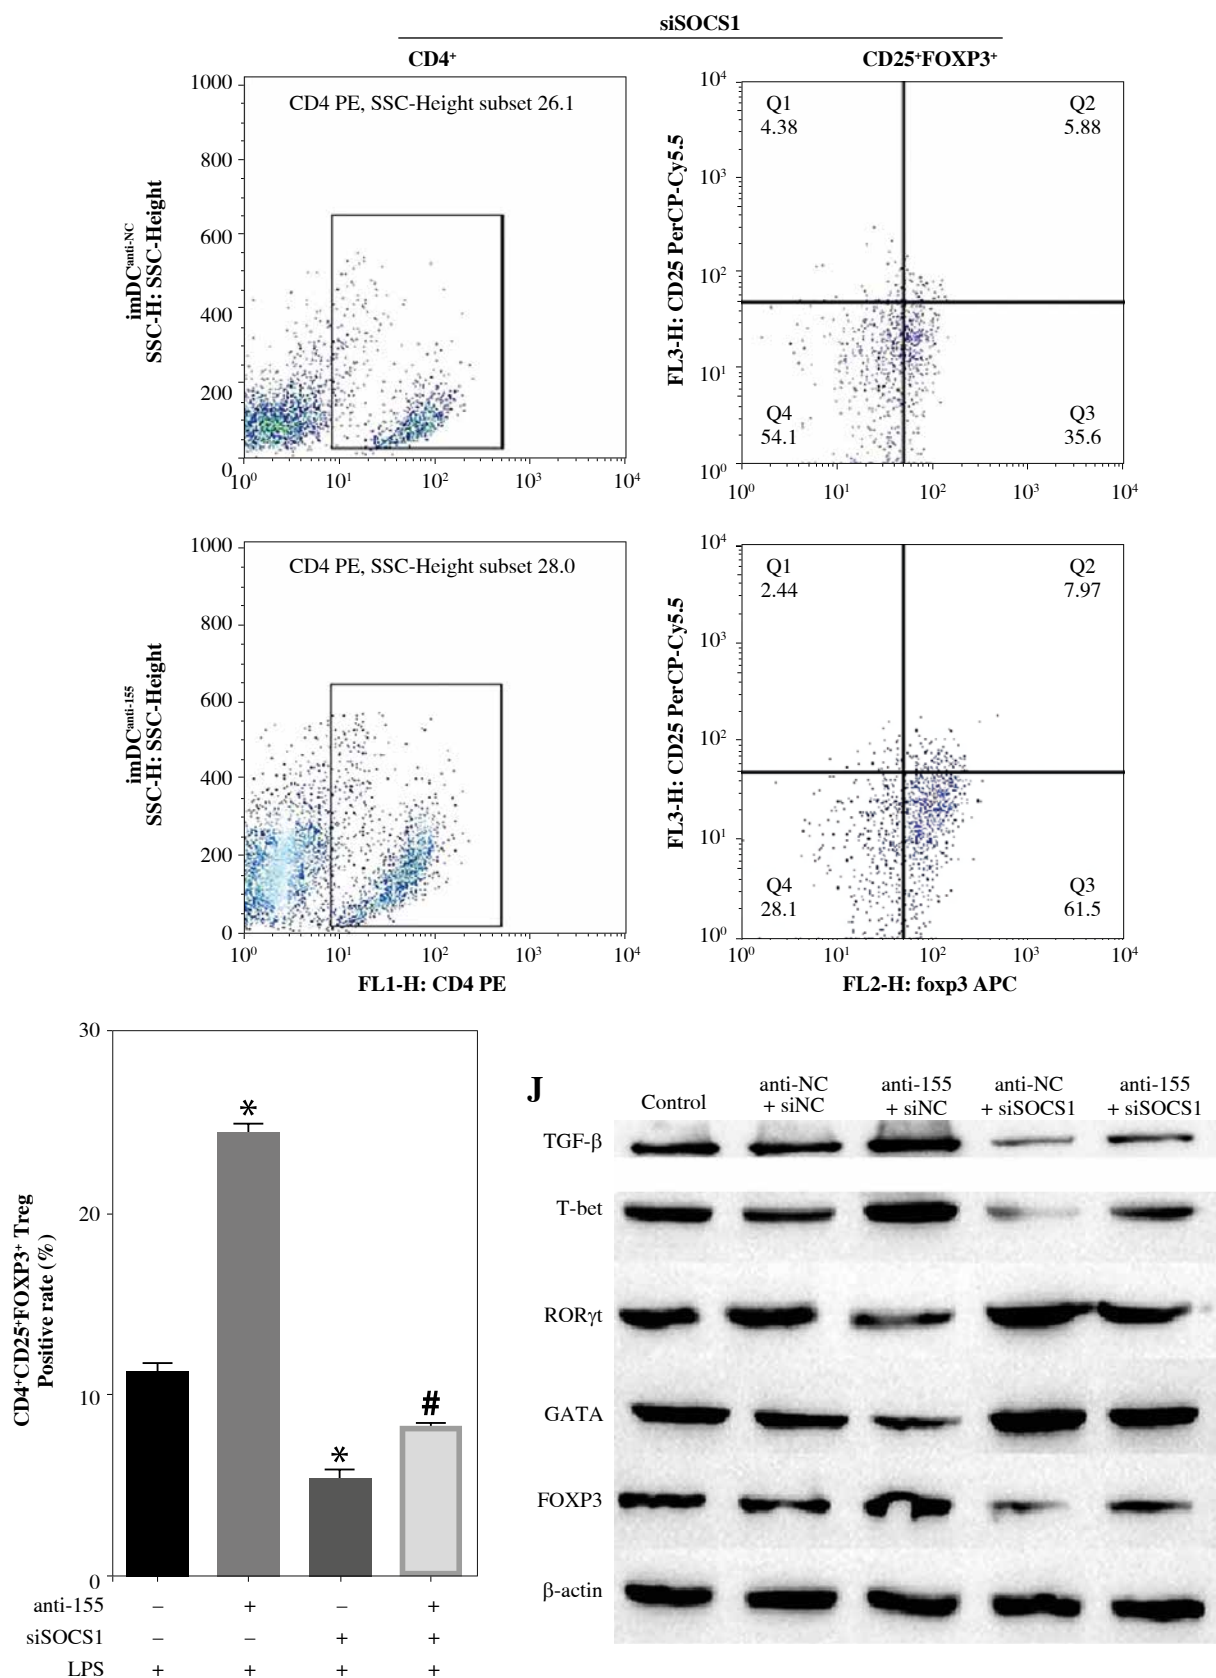 siSOCS1
CD4⁺
CD25⁺FOXP3⁺
imDC^anti-NC
SSC-H: SSC-Height
1000
800
600
400
200
0
CD4 PE, SSC-Height subset 26.1
10⁰ 10¹ 10² 10³ 10⁴
FL3-H: CD25 PerCP-Cy5.5
10⁴
10³
10²
10¹
10⁰
Q1
4.38
Q2
5.88
Q4
54.1
Q3
35.6
10⁰ 10¹ 10² 10³ 10⁴
imDC^anti-155
SSC-H: SSC-Height
1000
800
600
400
200
0
CD4 PE, SSC-Height subset 28.0
10⁰ 10¹ 10² 10³ 10⁴
FL1-H: CD4 PE
FL3-H: CD25 PerCP-Cy5.5
10⁴
10³
10²
10¹
10⁰
Q1
2.44
Q2
7.97
Q4
28.1
Q3
61.5
10⁰ 10¹ 10² 10³ 10⁴
FL2-H: foxp3 APC
CD4⁺CD25⁺FOXP3⁺ Treg
Positive rate (%)
30
20
10
0
*
*
#
anti-155 – + – +
siSOCS1 – – + +
LPS + + + +
J
Control
anti-NC
+ siNC
anti-155
+ siNC
anti-NC
+ siSOCS1
anti-155
+ siSOCS1
TGF-β
T-bet
RORγt
GATA
FOXP3
β-actin